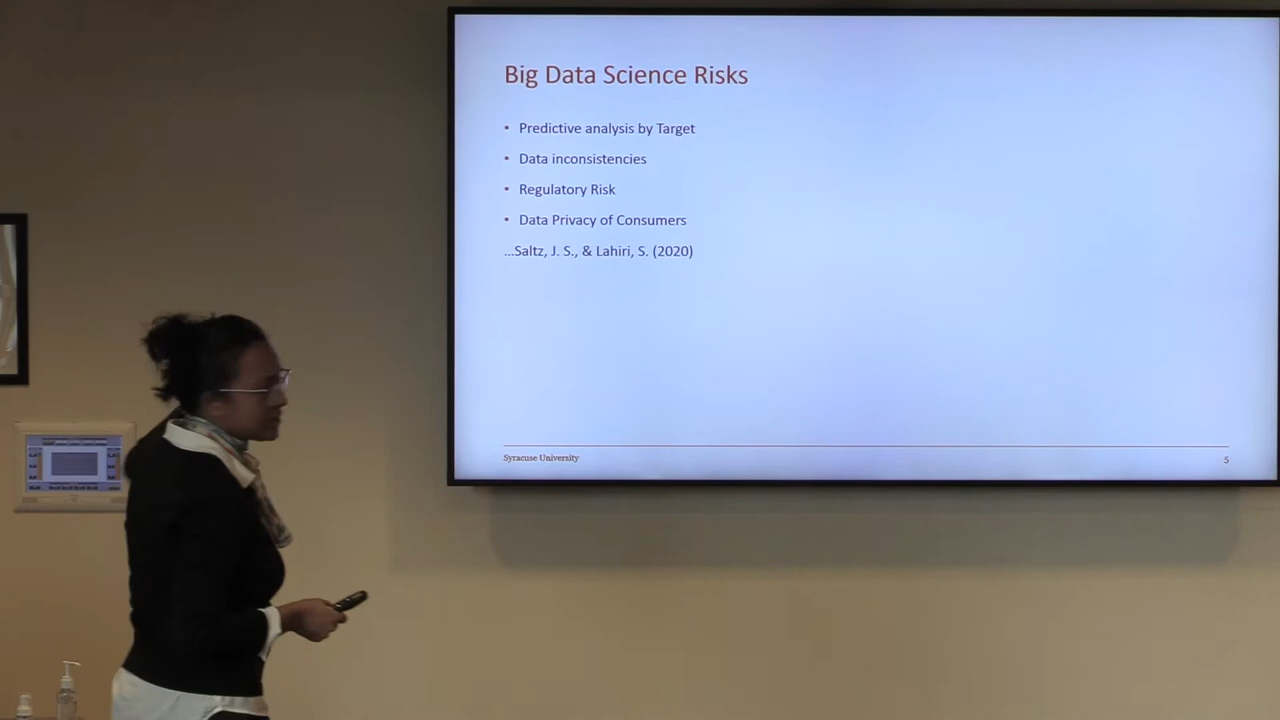 Big Data Science Risks
• Predictive analysis by Target
• Data inconsistencies
• Regulatory Risk
• Data Privacy of Consumers
...Saltz, J. S., & Lahiri, S. (2020)
Syracuse University
5